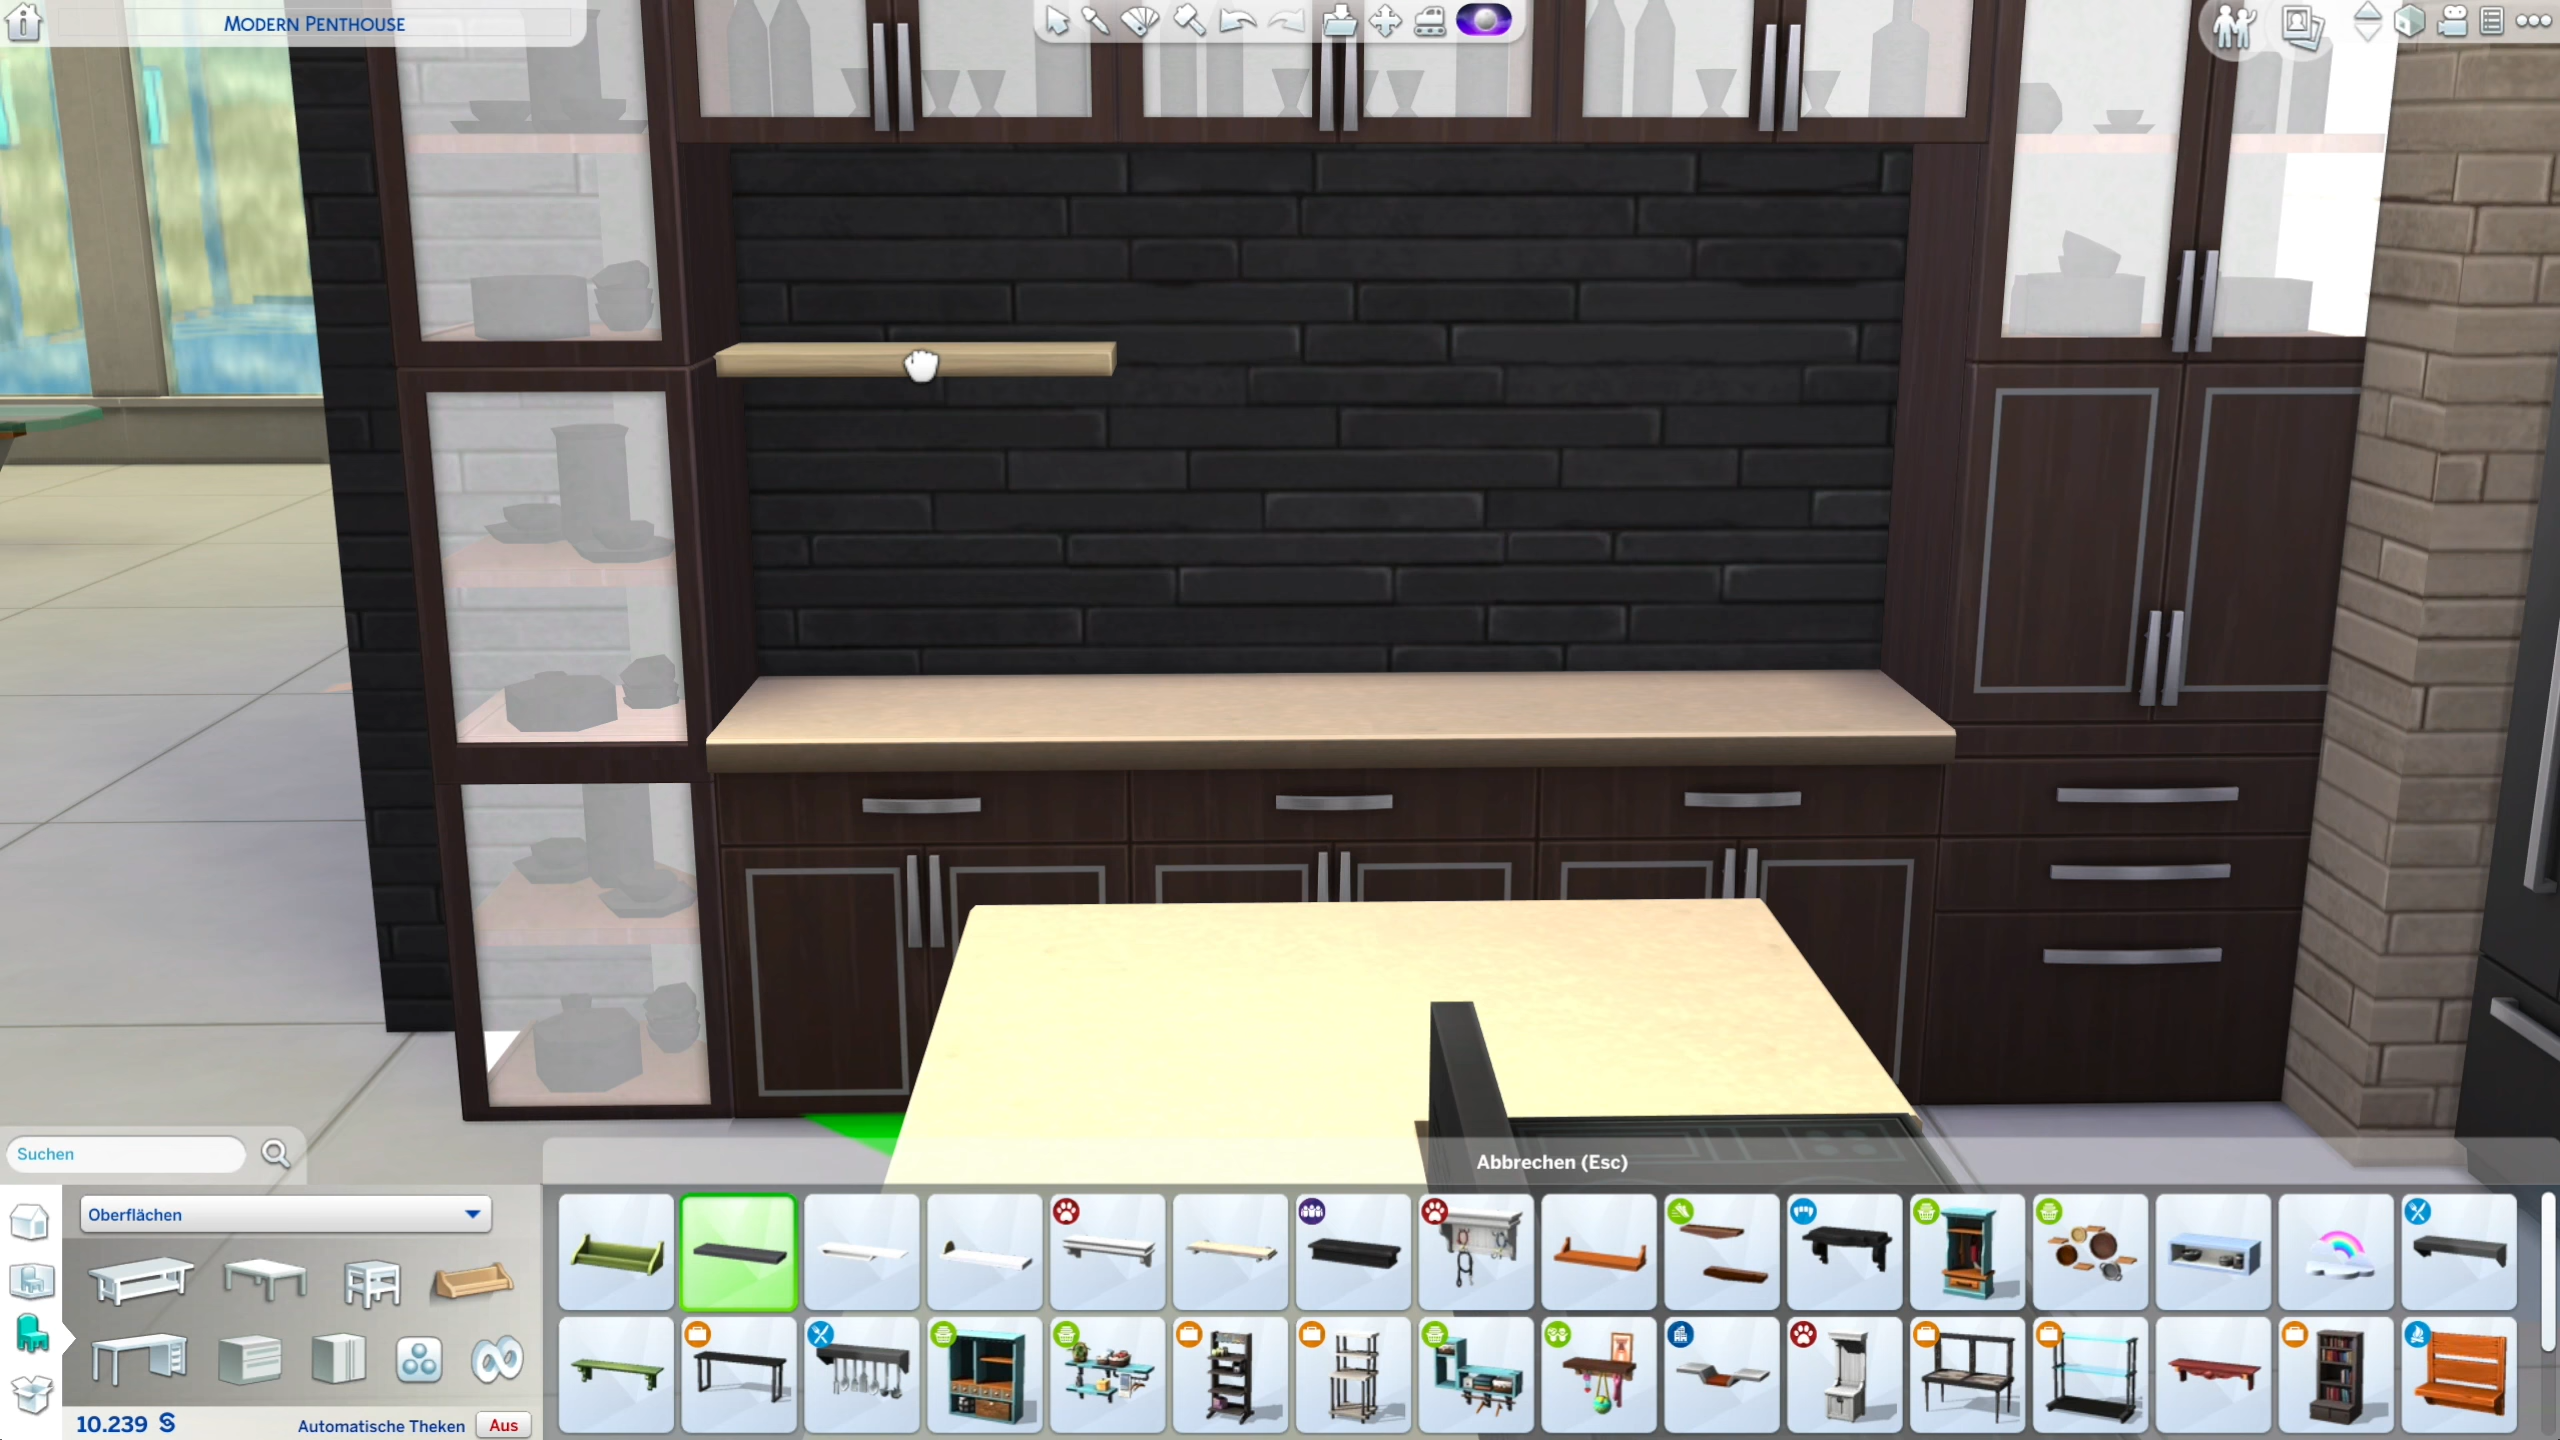 MODERN PENTHOUSE
Suchen
Abbrechen (Esc)
Oberflächen
10.239 §
Automatische Theken Aus